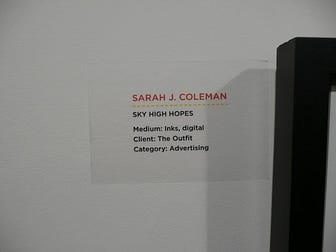 SARAH J. COLEMAN
SKY HIGH HOPES
Medium: Inks, digital
Client: The Outfit
Category: Advertising